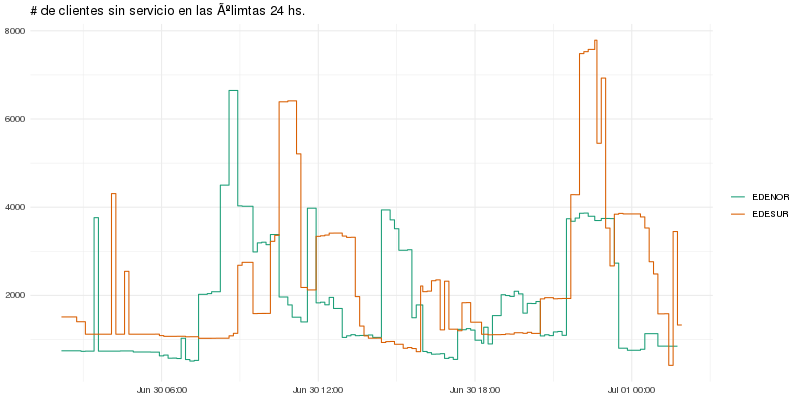 # de clientes sin servicio en las Ãºlimtas 24 hs.
8000
6000
4000
2000
Jun 30 06:00
Jun 30 12:00
Jun 30 18:00
Jul 01 00:00
EDENOR
EDESUR